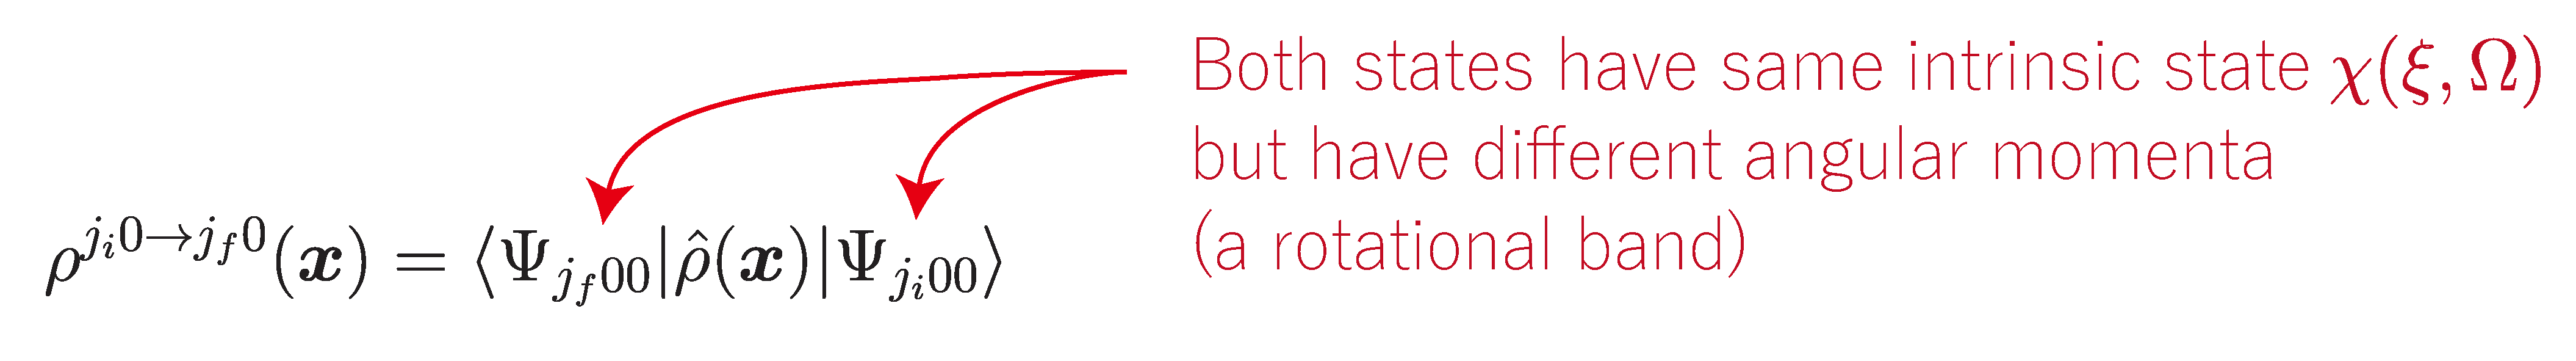 Both states have same intrinsic state χ(ξ, Ω)
but have different angular momenta
(a rotational band)
ρ^{j_i 0→j_f 0}(x) = ⟨Ψ_{j_f 00}|ρ̂(x)|Ψ_{j_i 00}⟩